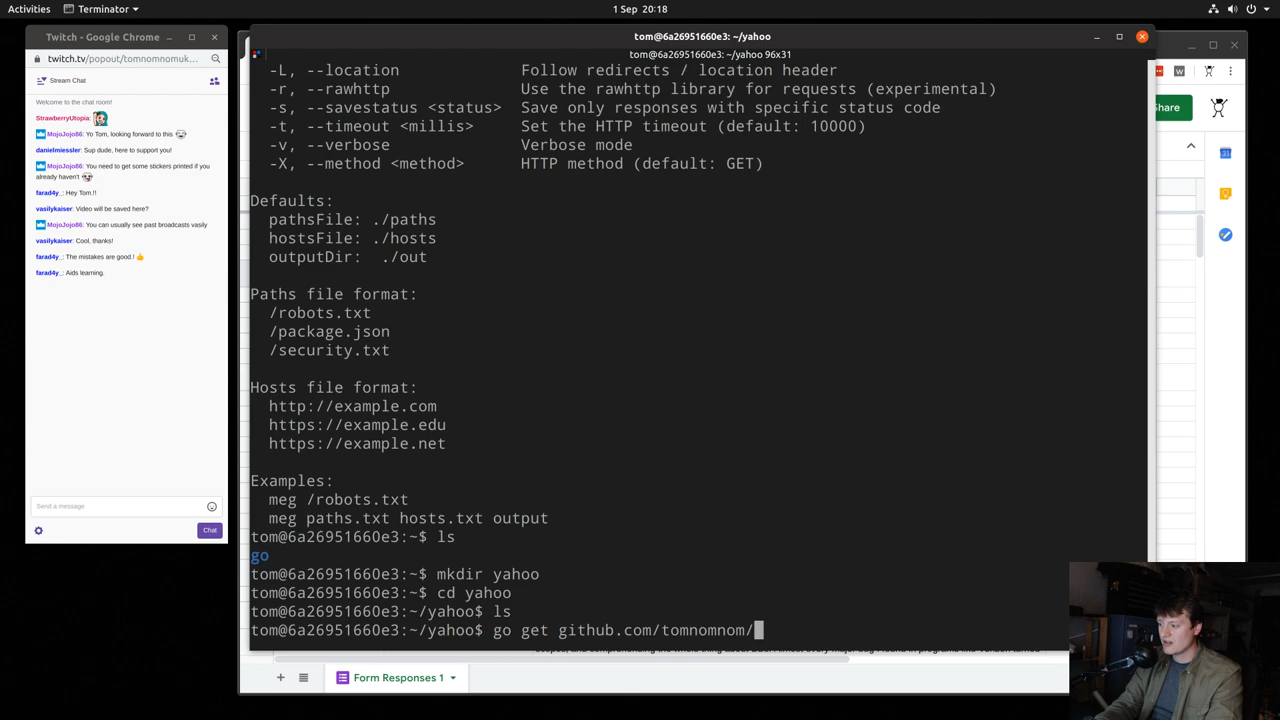 Activities
Terminator
1 Sep 20:18
Twitch - Google Chrome
twitch.tv/popout/tomnomnomuk...
Stream Chat
Welcome to the chat room!
StrawberryUtopia:
MojoJojo86: Yo Tom, looking forward to this
danielmiessler: Sup dude, here to support you!
MojoJojo86: You need to get some stickers printed if you
already haven't
farad4y_: Hey Tom.!!
vasilykaiser: Video will be saved here?
MojoJojo86: You can usually see past broadcasts vasily
vasilykaiser: Cool, thanks!
farad4y_: The mistakes are good.!
farad4y_: Aids learning.
Send a message
Chat
tom@6a26951660e3: ~/yahoo
tom@6a26951660e3: ~/yahoo 96x31
-L, --location Follow redirects / location header
-r, --rawhttp Use the rawhttp library for requests (experimental)
-s, --savestatus <status> Save only responses with specific status code
-t, --timeout <millis> Set the HTTP timeout (default: 10000)
-v, --verbose Verbose mode
-X, --method <method> HTTP method (default: GET)
Defaults:
pathsFile: ./paths
hostsFile: ./hosts
outputDir: ./out
Paths file format:
/robots.txt
/package.json
/security.txt
Hosts file format:
http://example.com
https://example.edu
https://example.net
Examples:
meg /robots.txt
meg paths.txt hosts.txt output
tom@6a26951660e3:~$ ls
go
tom@6a26951660e3:~$ mkdir yahoo
tom@6a26951660e3:~$ cd yahoo
tom@6a26951660e3:~/yahoo$ ls
tom@6a26951660e3:~/yahoo$ go get github.com/tomnomnom/
Share
Form Responses 1